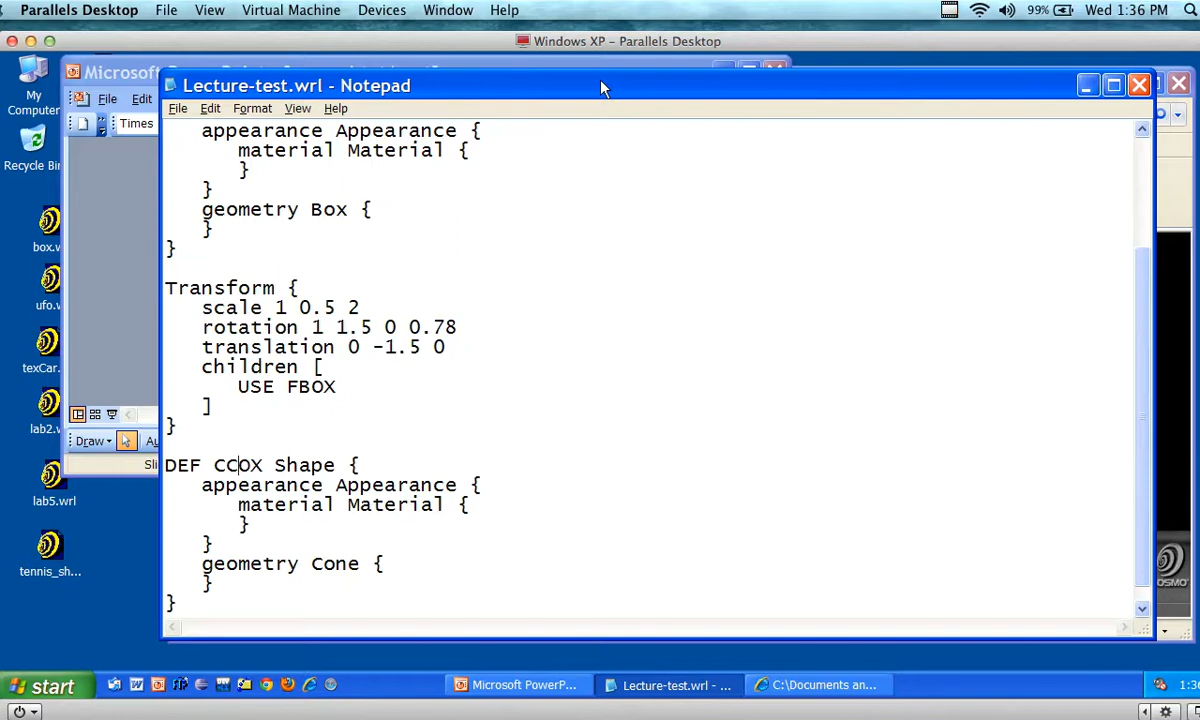 Parallels Desktop File View Virtual Machine Devices Window Help 99% Wed 1:36 PM
Windows XP - Parallels Desktop
Microsoft
Lecture-test.wrl - Notepad
File Edit
File Edit Format View Help
Times
My Computer
Recycle Bin
box.w
ufo.w
texCar.
lab2.w
lab5.wrl
tennis_sh...
Draw
Au
Sli
appearance Appearance {
material Material {
}
}
geometry Box {
}
}
Transform {
scale 1 0.5 2
rotation 1 1.5 0 0.78
translation 0 -1.5 0
children [
USE FBOX
]
}
DEF CCOX Shape {
appearance Appearance {
material Material {
}
}
geometry Cone {
}
}
OSMO
start
Microsoft PowerP...
Lecture-test.wrl - ...
C:\Documents an...
1:36